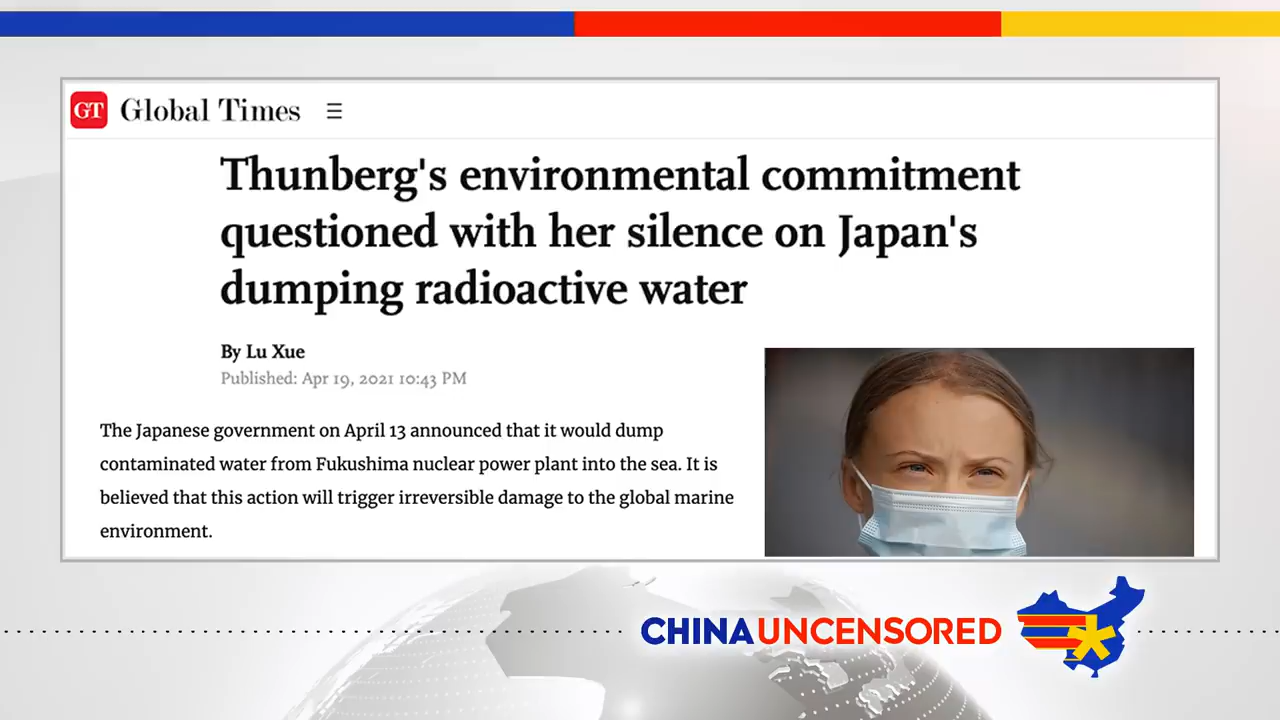 GT Global Times
Thunberg's environmental commitment
questioned with her silence on Japan's
dumping radioactive water
By Lu Xue
Published: Apr 19, 2021 10:43 PM
The Japanese government on April 13 announced that it would dump
contaminated water from Fukushima nuclear power plant into the sea. It is
believed that this action will trigger irreversible damage to the global marine
environment.
CHINA UNCENSORED